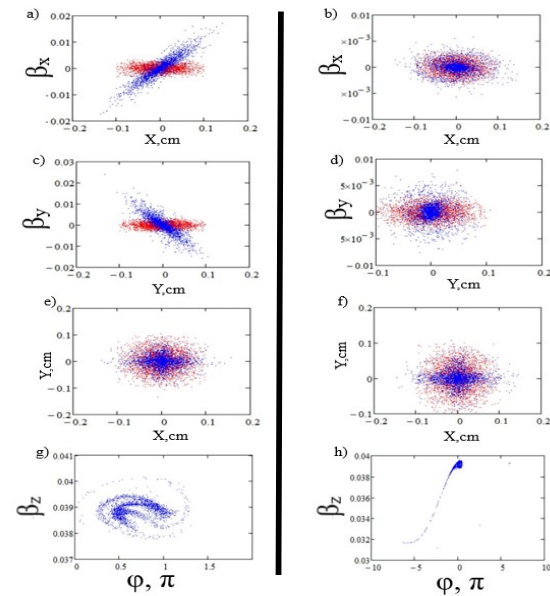 a)
0.02
0.01
0
-0.01
-0.02
βx
−0.2 −0.1 0 0.1 0.2
X,cm
b)
0.01
×10⁻³
0
×10⁻³
−0.01
βx
−0.2 −0.1 0 0.1 0.2
X,cm
c)
0.03
0.02
0.01
0
−0.01
0.02
βy
−0.2 −0.1 0 0.1 0.2
Y,cm
d)
0.01
5×10⁻³
0
5×10⁻³
−0.01
βy
−0.1 0 0.1 0.2
Y,cm
e)
0.2
0.1
0
−0.1
−0.2
Y,cm
−0.2 −0.1 0 0.1 0.2
X,cm
f)
0.2
0.1
0
−0.1
Y,cm
−0.2 −0.1 0 0.1 0.2
X,cm
g)
0.041
0.04
0.039
0.037
βz
0 0.5 1 1.5
φ, π
h)
0.04
0.038
0.036
0.034
0.032
0.03
βz
−10 −5 0 5 10
φ, π